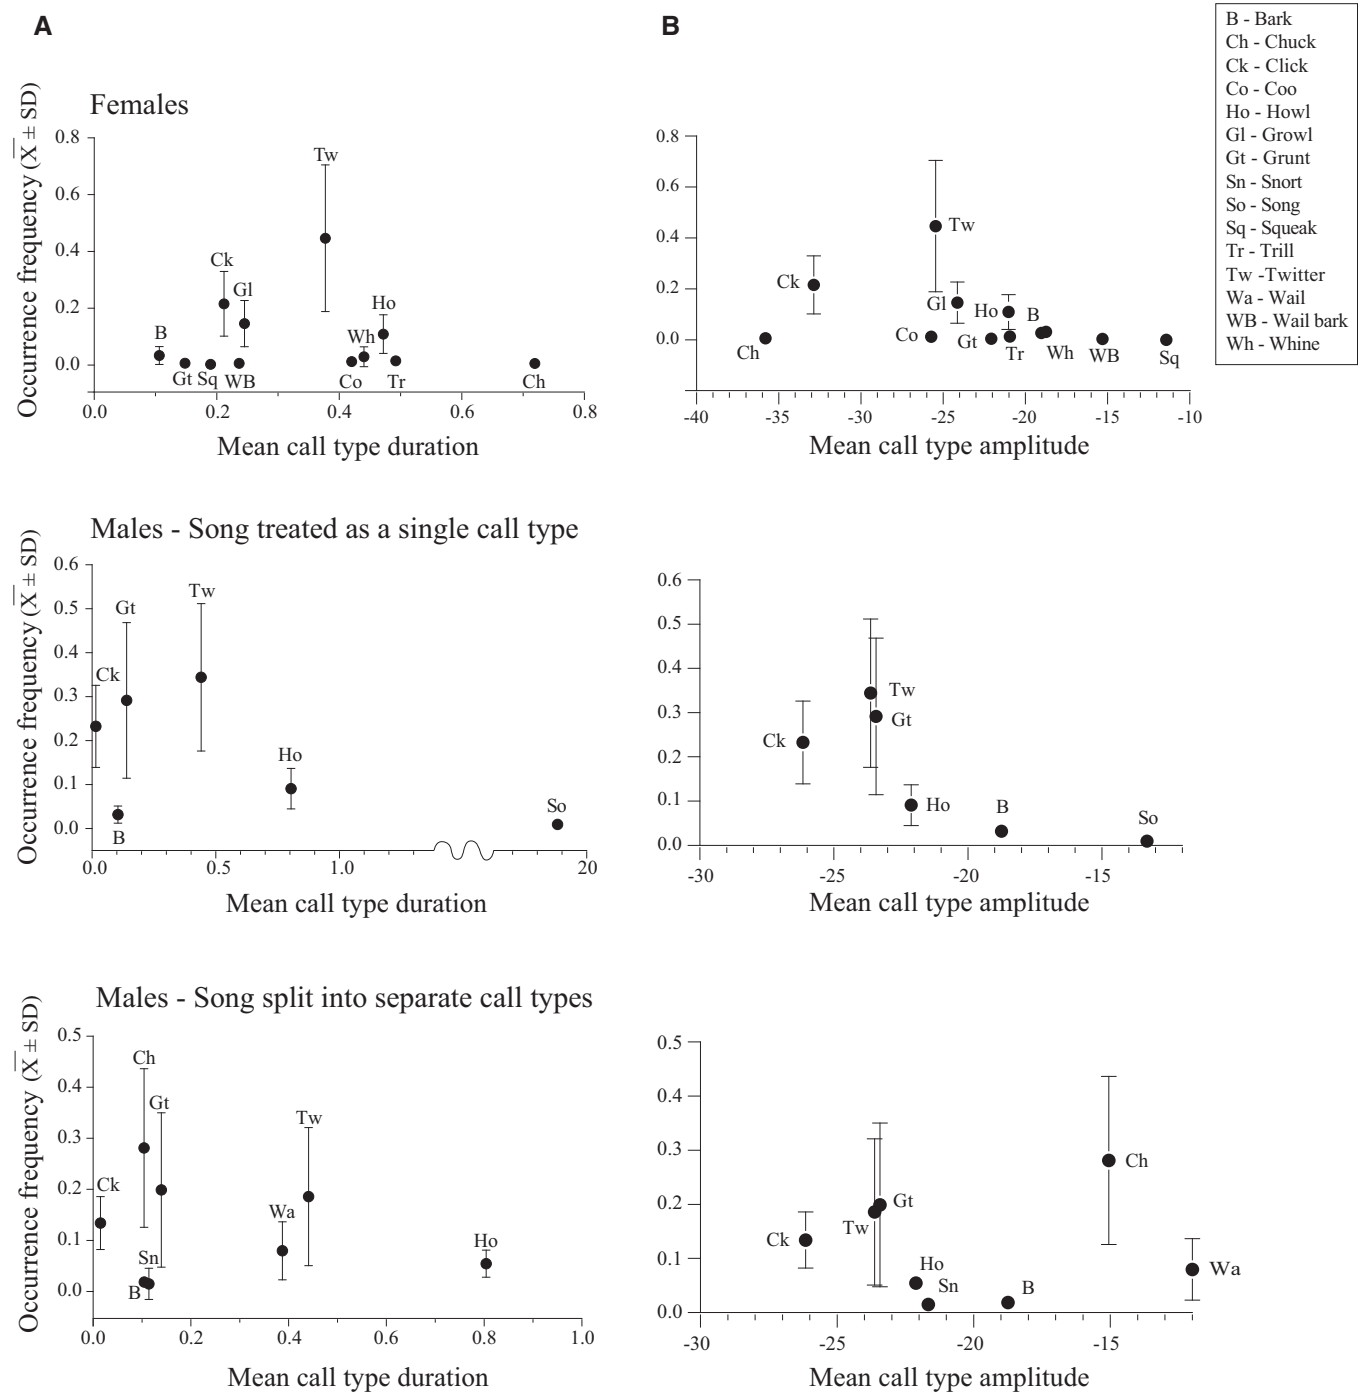 A
B
B - Bark
Ch - Chuck
Ck - Click
Co - Coo
Ho - Howl
Gl - Growl
Gt - Grunt
Sn - Snort
So - Song
Sq - Squeak
Tr - Trill
Tw -Twitter
Wa - Wail
WB - Wail bark
Wh - Whine
Females
Occurrence frequency (X ± SD)
0.8
0.6
0.4
0.2
0.0
Tw
Ck
Gl
Ho
B
Wh
Gt
Sq
WB
Co
Tr
Ch
0.0
0.2
0.4
0.6
0.8
Mean call type duration
0.8
0.6
0.4
0.2
0.0
Tw
Ck
Gl
Ho
B
Co
Gt
Tr
Wh
WB
Sq
Ch
-40
-35
-30
-25
-20
-15
-10
Mean call type amplitude
Males - Song treated as a single call type
Occurrence frequency (X ± SD)
0.6
0.5
0.4
0.3
0.2
0.1
0.0
Tw
Gt
Ck
Ho
So
B
0.0
0.5
1.0
20
Mean call type duration
0.6
0.5
0.4
0.3
0.2
0.1
0.0
Tw
Gt
Ck
Ho
B
So
-30
-25
-20
-15
Mean call type amplitude
Males - Song split into separate call types
Occurrence frequency (X ± SD)
0.5
0.4
0.3
0.2
0.1
0.0
Ch
Gt
Tw
Ck
Wa
Ho
Sn
B
0.0
0.2
0.4
0.6
0.8
1.0
Mean call type duration
0.5
0.4
0.3
0.2
0.1
0.0
Ch
Gt
Tw
Ck
Ho
Sn
B
Wa
-30
-25
-20
-15
Mean call type amplitude